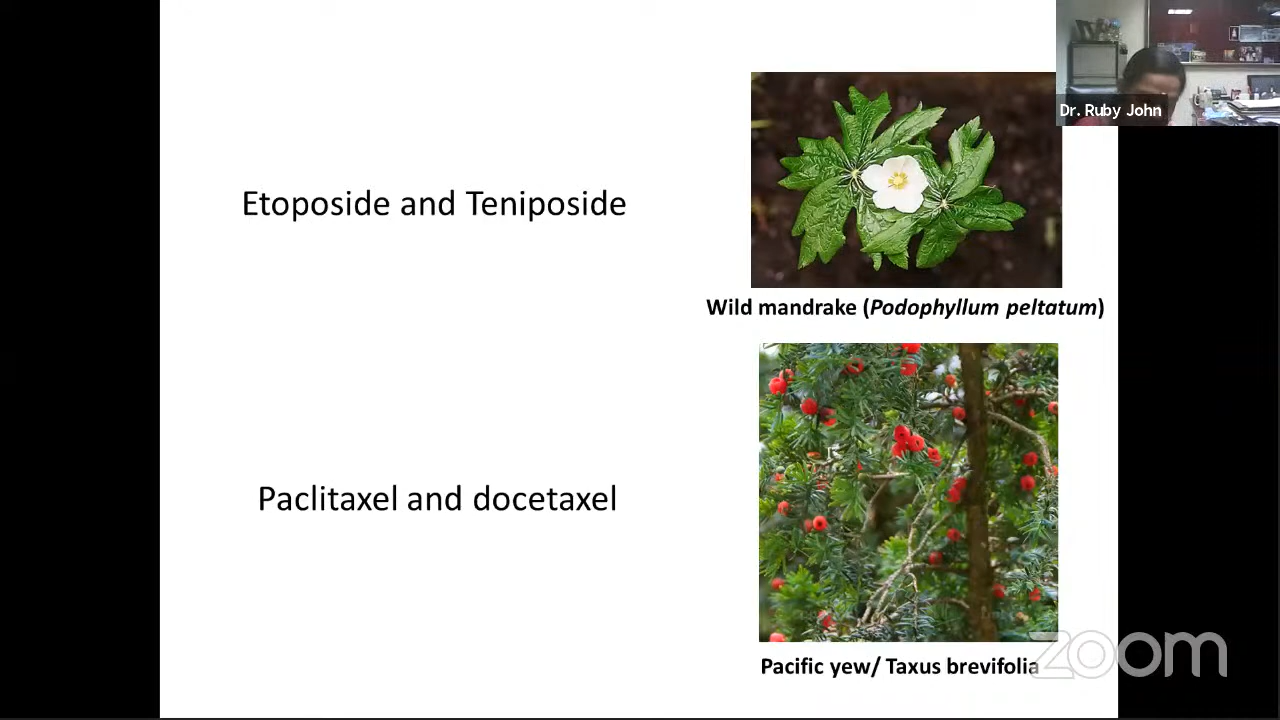 Dr. Ruby John
Etoposide and Teniposide
Wild mandrake (Podophyllum peltatum)
Paclitaxel and docetaxel
Pacific yew/ Taxus brevifolia
zoom